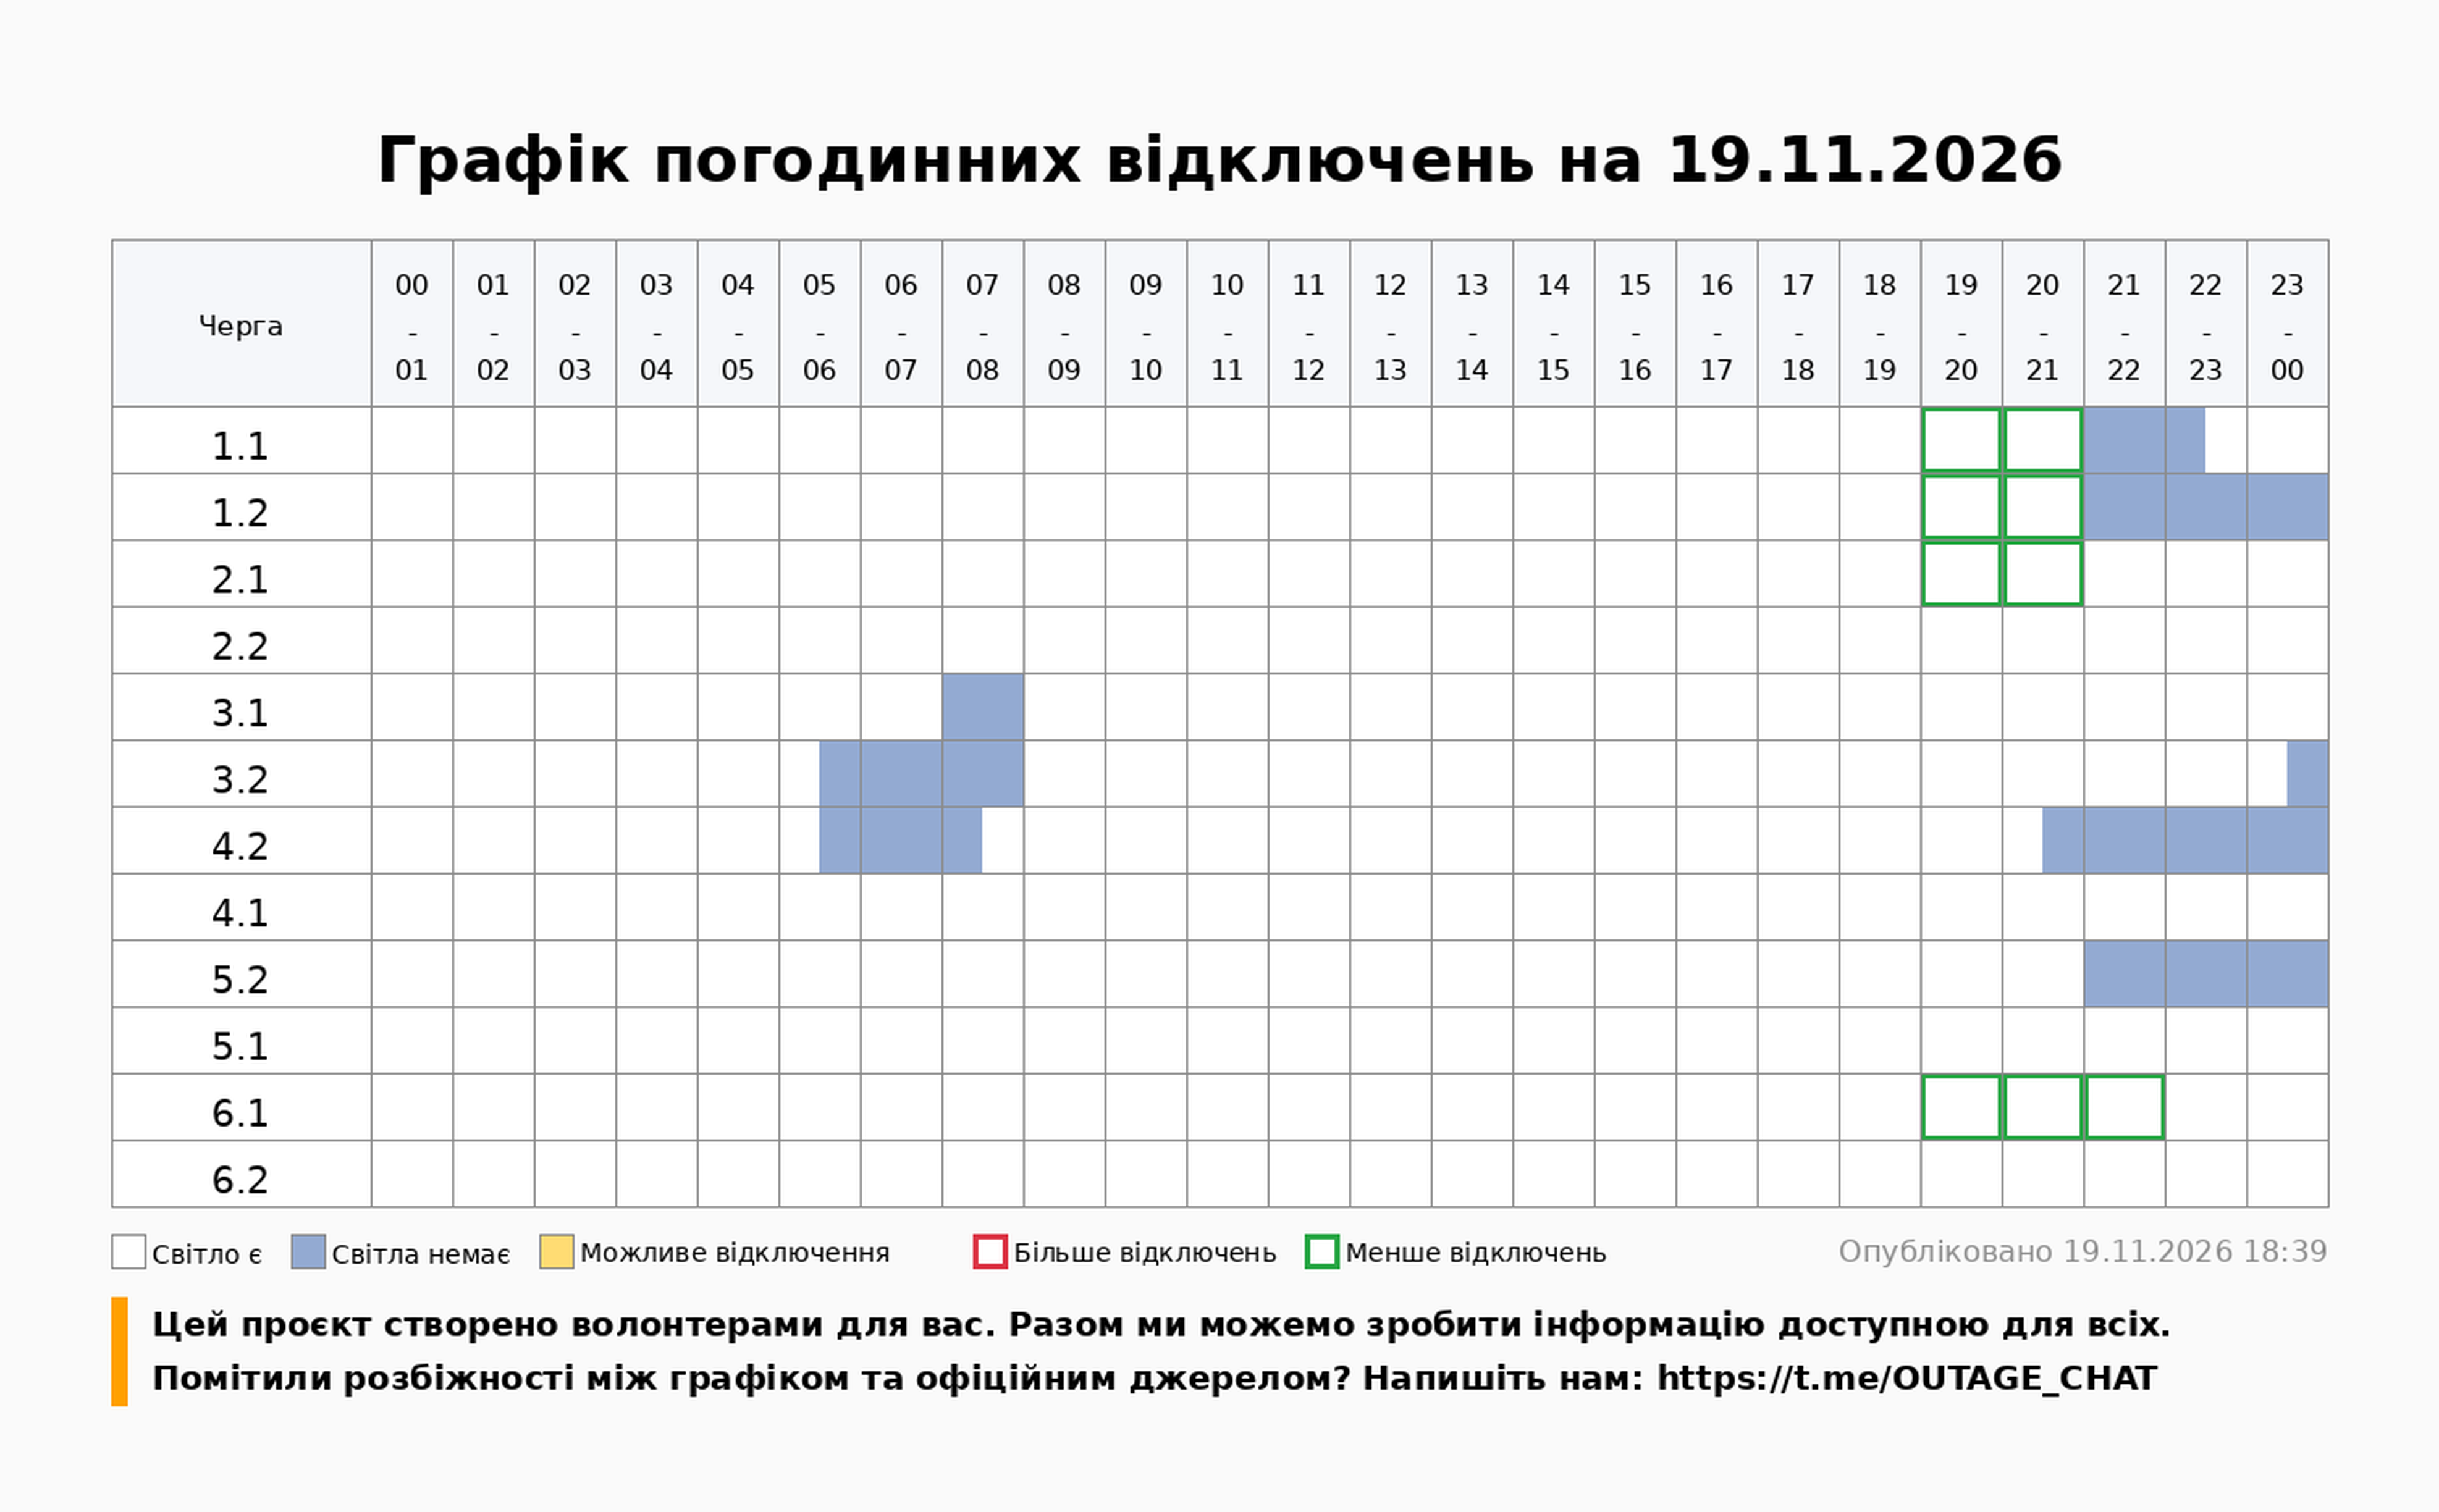 Графік погодинних відключень на 19.11.2026
Черга 00 - 01 01 - 02 02 - 03 03 - 04 04 - 05 05 - 06 06 - 07 07 - 08 08 - 09 09 - 10 10 - 11 11 - 12 12 - 13 13 - 14 14 - 15 15 - 16 16 - 17 17 - 18 18 - 19 19 - 20 20 - 21 21 - 22 22 - 23 23 - 00
1.1
1.2
2.1
2.2
3.1
3.2
4.2
4.1
5.2
5.1
6.1
6.2
Світло є Світла немає Можливе відключення Більше відключень Менше відключень Опубліковано 19.11.2026 18:39
Цей проєкт створено волонтерами для вас. Разом ми можемо зробити інформацію доступною для всіх.
Помітили розбіжності між графіком та офіційним джерелом? Напишіть нам: https://t.me/OUTAGE_CHAT